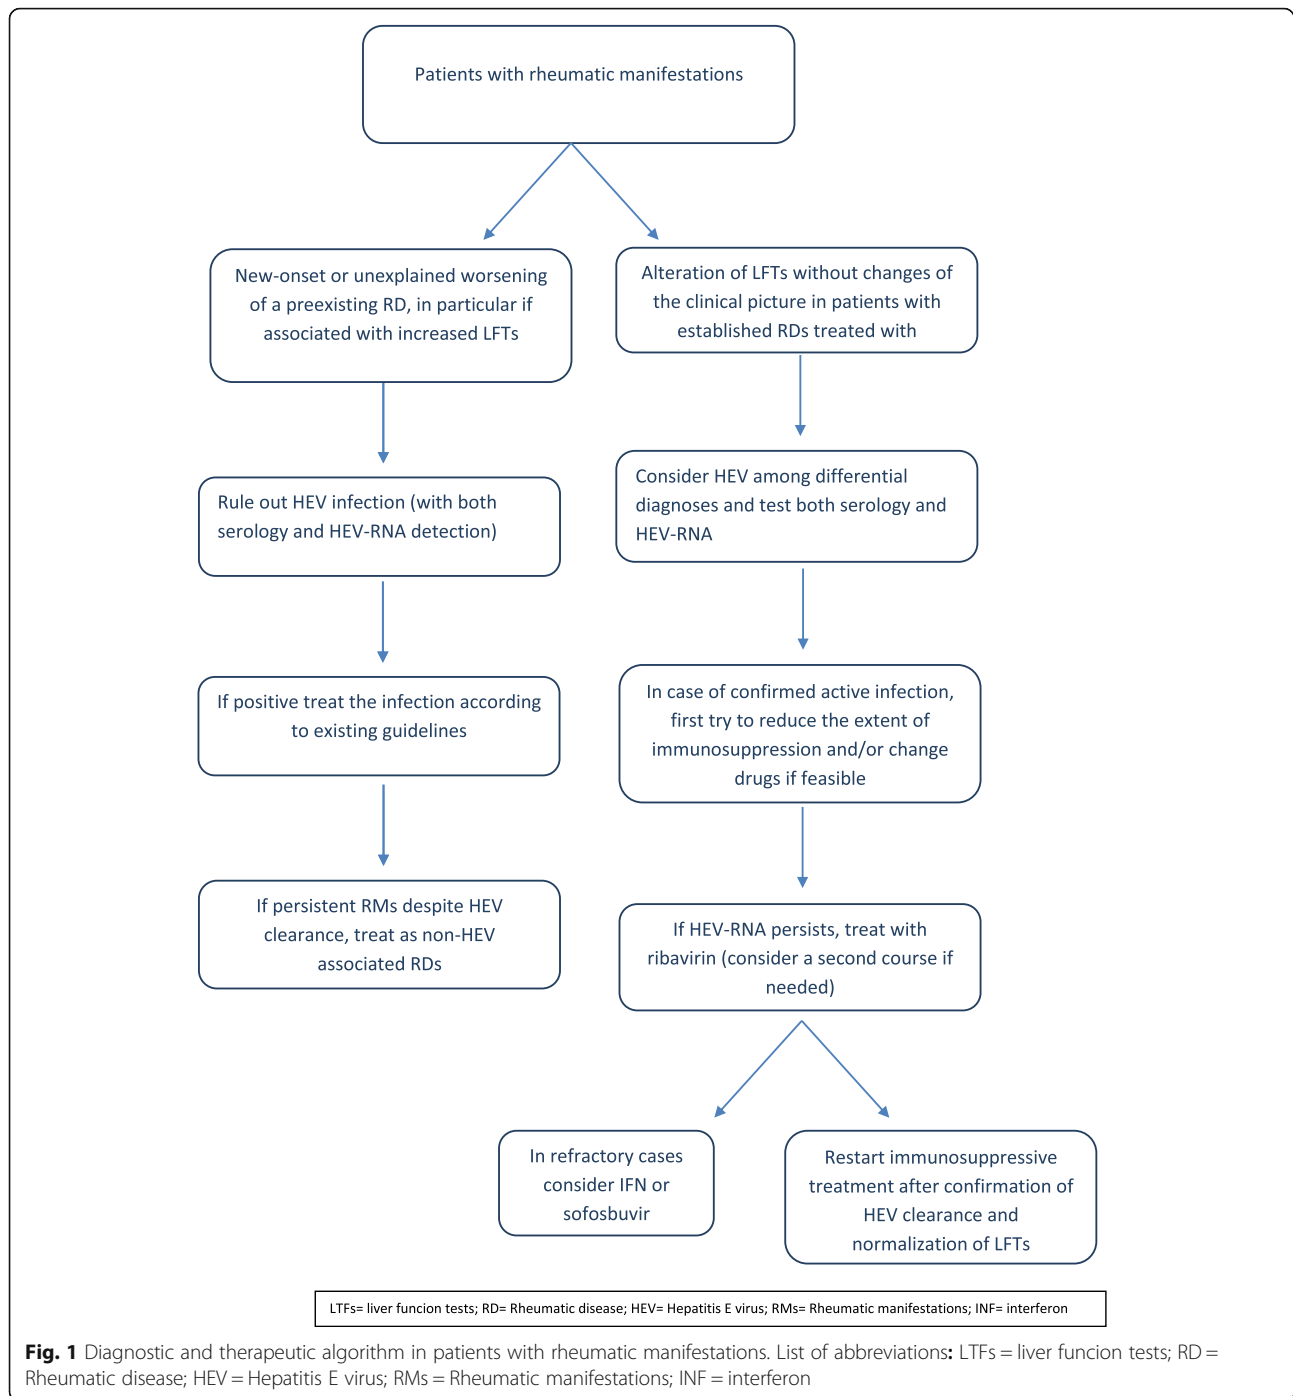 Patients with rheumatic manifestations
New-onset or unexplained worsening
of a preexisting RD, in particular if
associated with increased LFTs
Alteration of LFTs without changes of
the clinical picture in patients with
established RDs treated with
Rule out HEV infection (with both
serology and HEV-RNA detection)
Consider HEV among differential
diagnoses and test both serology and
HEV-RNA
If positive treat the infection according
to existing guidelines
In case of confirmed active infection,
first try to reduce the extent of
immunosuppression and/or change
drugs if feasible
If persistent RMs despite HEV
clearance, treat as non-HEV
associated RDs
If HEV-RNA persists, treat with
ribavirin (consider a second course if
needed)
In refractory cases
consider IFN or
sofosbuvir
Restart immunosuppressive
treatment after confirmation of
HEV clearance and
normalization of LFTs
LTFs= liver funcion tests; RD= Rheumatic disease; HEV= Hepatitis E virus; RMs= Rheumatic manifestations; INF= interferon
Fig. 1 Diagnostic and therapeutic algorithm in patients with rheumatic manifestations. List of abbreviations: LTFs = liver funcion tests; RD =
Rheumatic disease; HEV = Hepatitis E virus; RMs = Rheumatic manifestations; INF = interferon